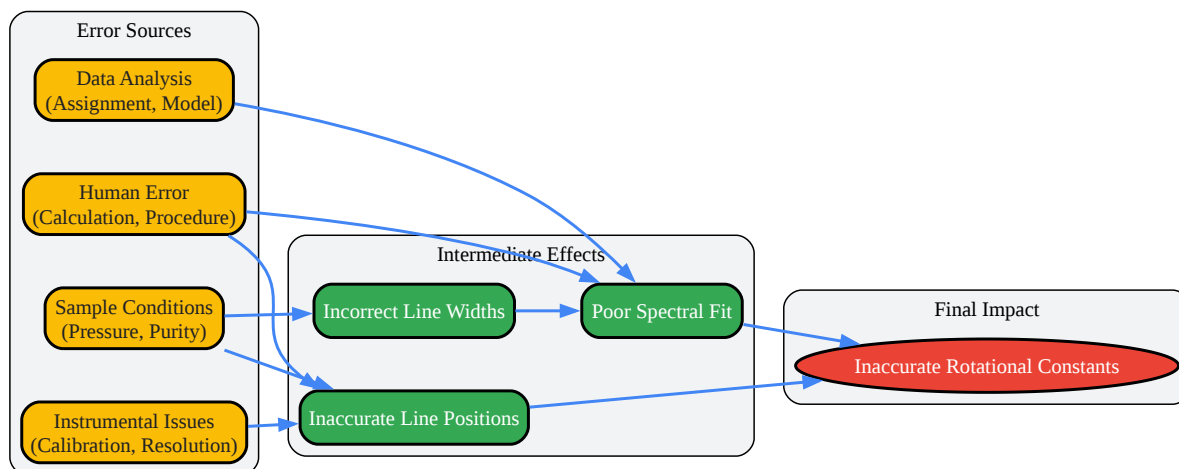 Error Sources
Data Analysis
(Assignment, Model)
Human Error
(Calculation, Procedure)
Sample Conditions
(Pressure, Purity)
Instrumental Issues
(Calibration, Resolution)
Intermediate Effects
Incorrect Line Widths
Poor Spectral Fit
Inaccurate Line Positions
Final Impact
Inaccurate Rotational Constants